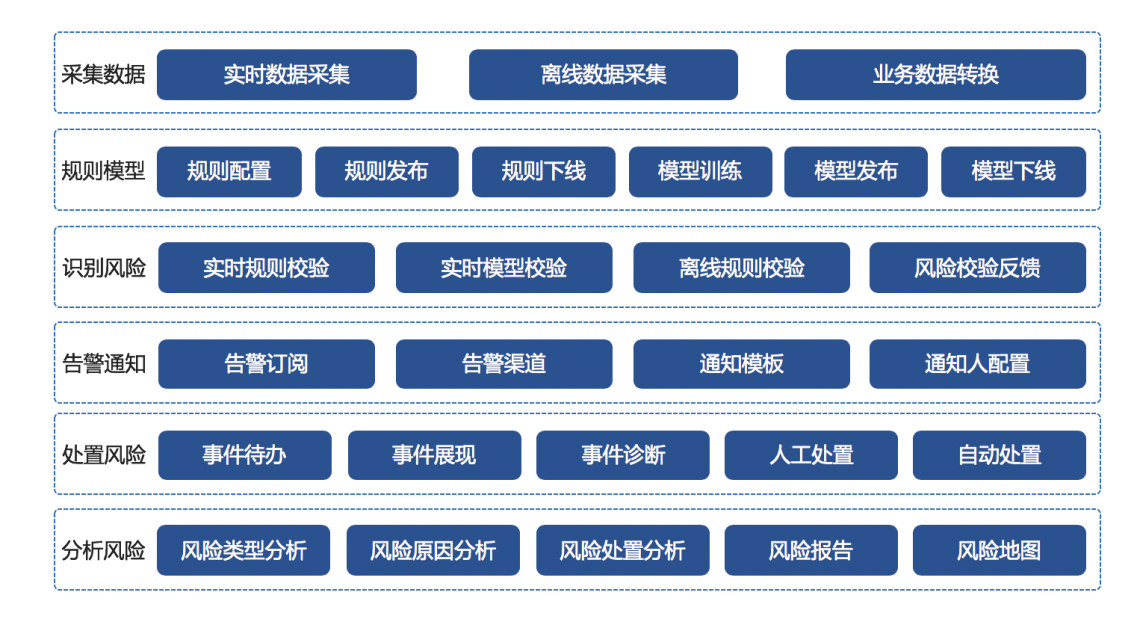 采集数据 实时数据采集 离线数据采集 业务数据转换
规则模型 规则配置 规则发布 规则下线 模型训练 模型发布 模型下线
识别风险 实时规则校验 实时模型校验 离线规则校验 风险校验反馈
告警通知 告警订阅 告警渠道 通知模板 通知人配置
处置风险 事件待办 事件展现 事件诊断 人工处置 自动处置
分析风险 风险类型分析 风险原因分析 风险处置分析 风险报告 风险地图